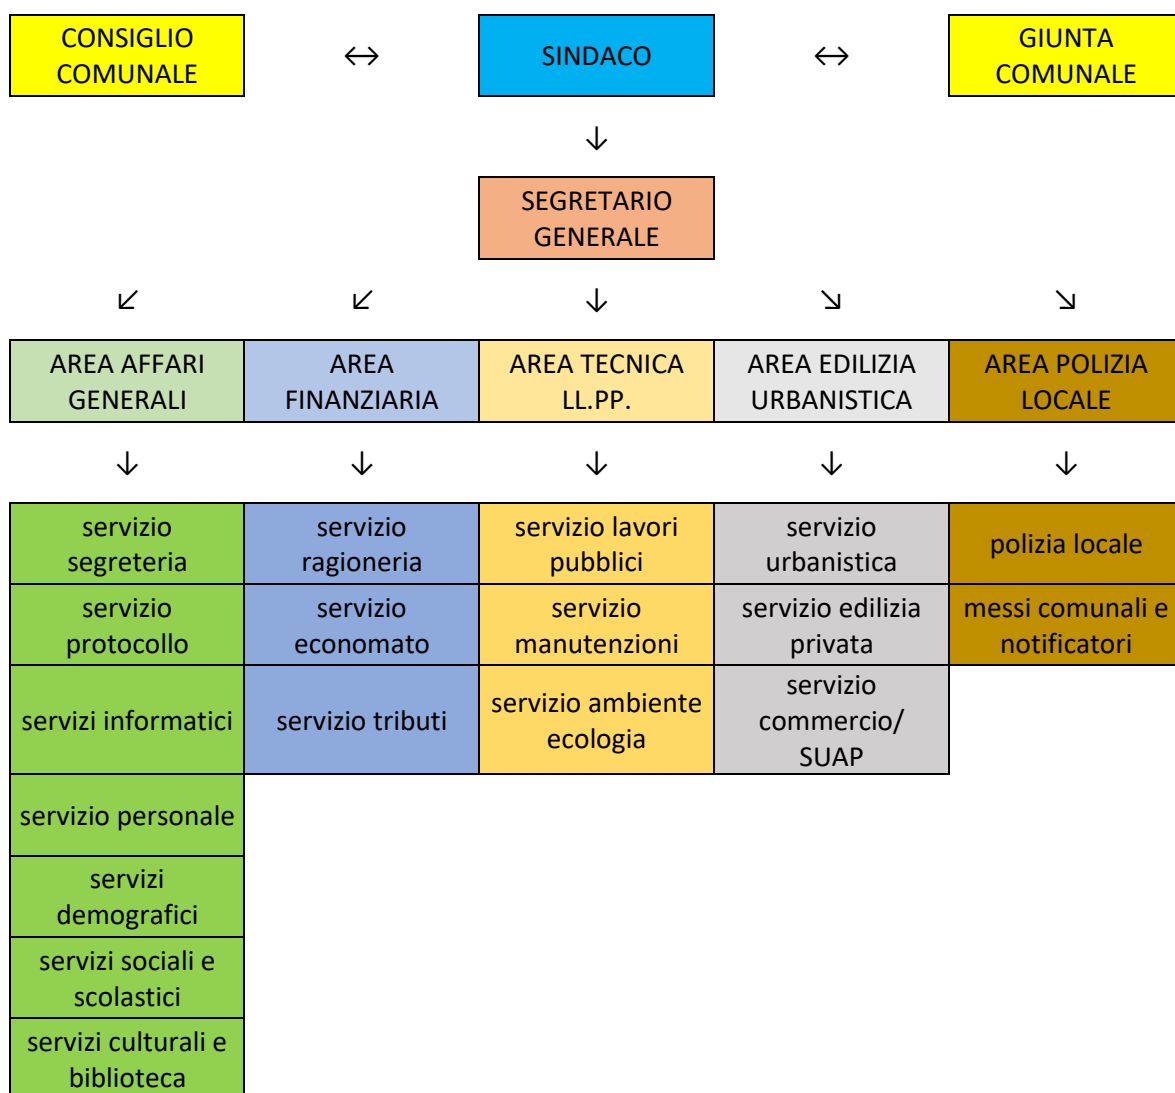 CONSIGLIO
COMUNALE
↔
SINDACO
↔
GIUNTA
COMUNALE
↓
SEGRETARIO
GENERALE
↙
↙
↓
↘
↘
AREA AFFARI
GENERALI
AREA
FINANZIARIA
AREA TECNICA
LL.PP.
AREA EDILIZIA
URBANISTICA
AREA POLIZIA
LOCALE
↓
↓
↓
↓
↓
servizio
segreteria
servizio
ragioneria
servizio lavori
pubblici
servizio
urbanistica
polizia locale
servizio
protocollo
servizio
economato
servizio
manutenzioni
servizio edilizia
privata
messi comunali e
notificatori
servizi informatici
servizio tributi
servizio ambiente
ecologia
servizio
commercio/
SUAP
servizio personale
servizi
demografici
servizi sociali e
scolastici
servizi culturali e
biblioteca